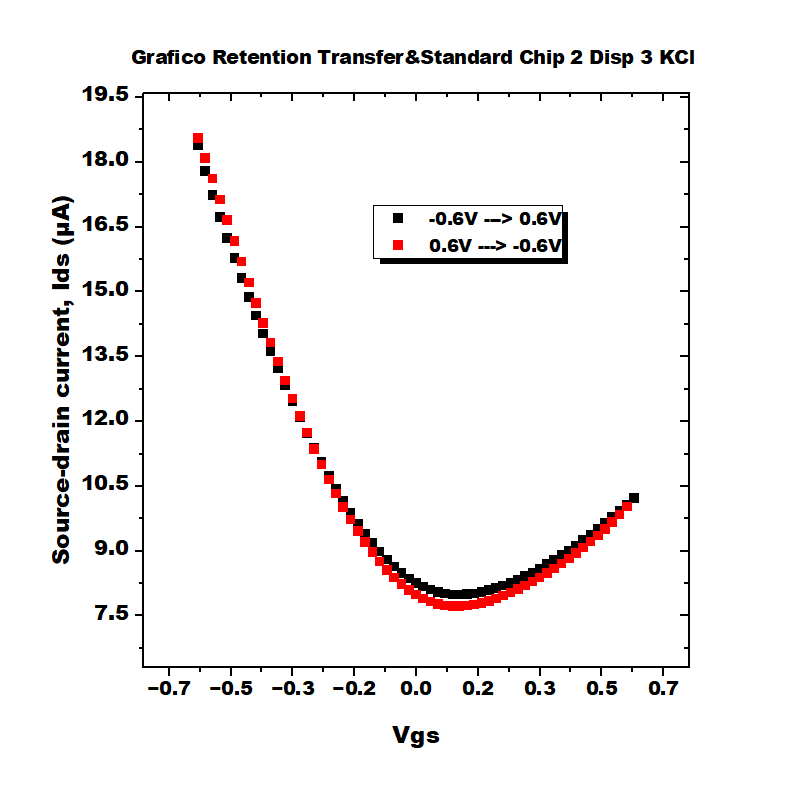 Grafico Retention Transfer&Standard Chip 2 Disp 3 KCl
19.5
18.0
16.5
15.0
13.5
12.0
10.5
9.0
7.5
Source-drain current, Ids (μA)
-0.6V ---> 0.6V
0.6V ---> -0.6V
−0.7 −0.5 −0.3 −0.2 0.0 0.2 0.3 0.5 0.7
Vgs